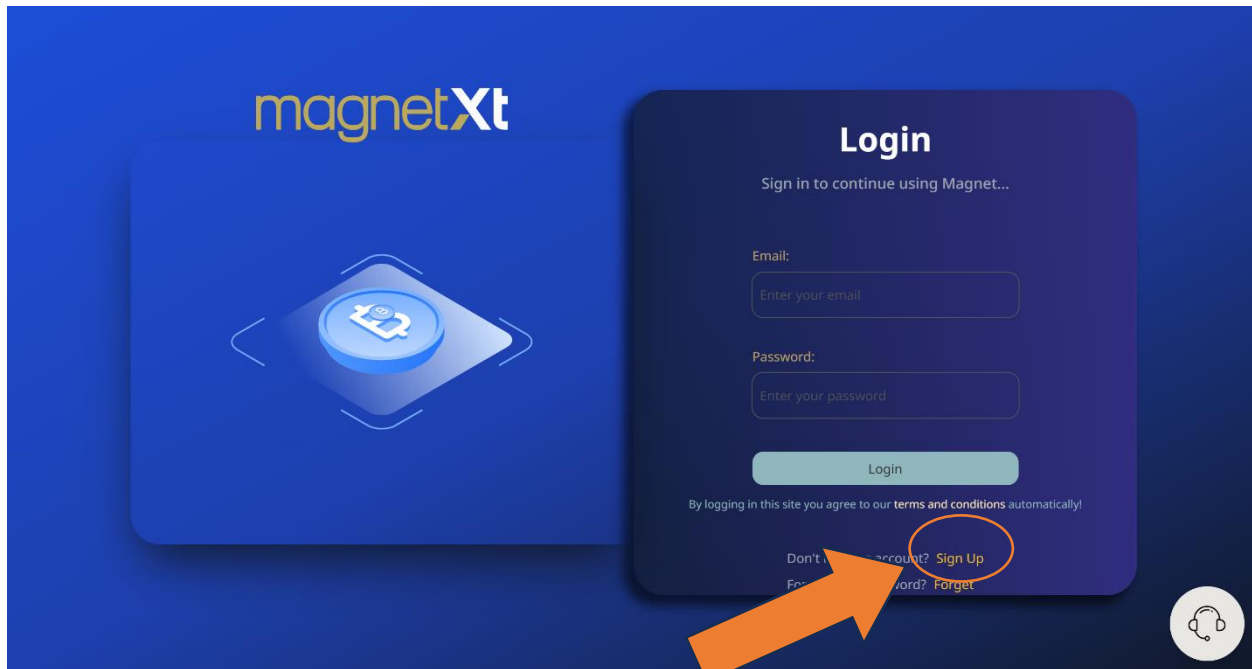 magnetXt
Login
Sign in to continue using Magnet...
Email:
Enter your email
Password:
Enter your password
Login
By logging in this site you agree to our terms and conditions automatically!
Don't account? Sign Up
Forget